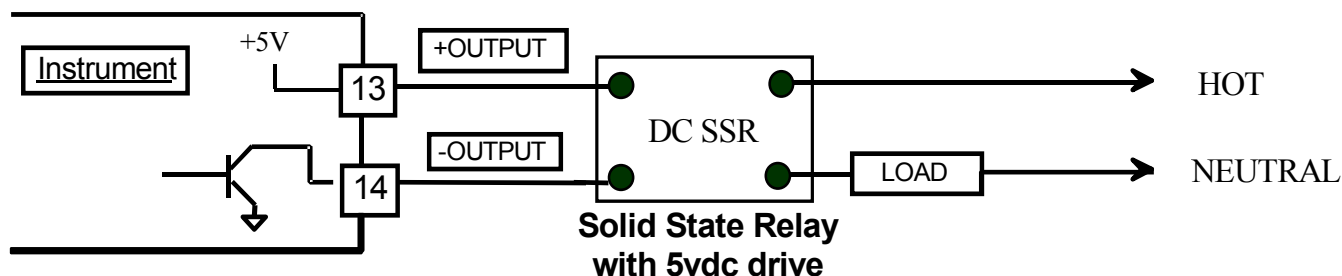 +5V
+OUTPUT
Instrument
13
HOT
DC SSR
-OUTPUT
14
LOAD
NEUTRAL
Solid State Relay
with 5vdc drive